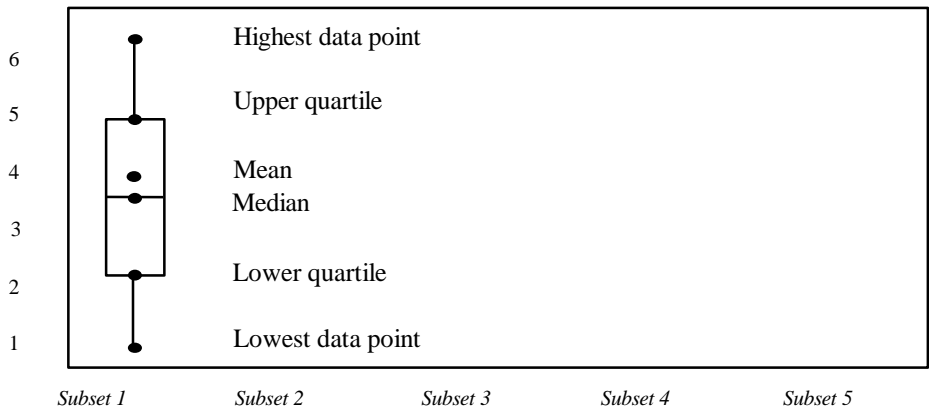 Highest data point
6
Upper quartile
5
Mean
4
Median
3
Lower quartile
2
Lowest data point
1
Subset 1 Subset 2 Subset 3 Subset 4 Subset 5